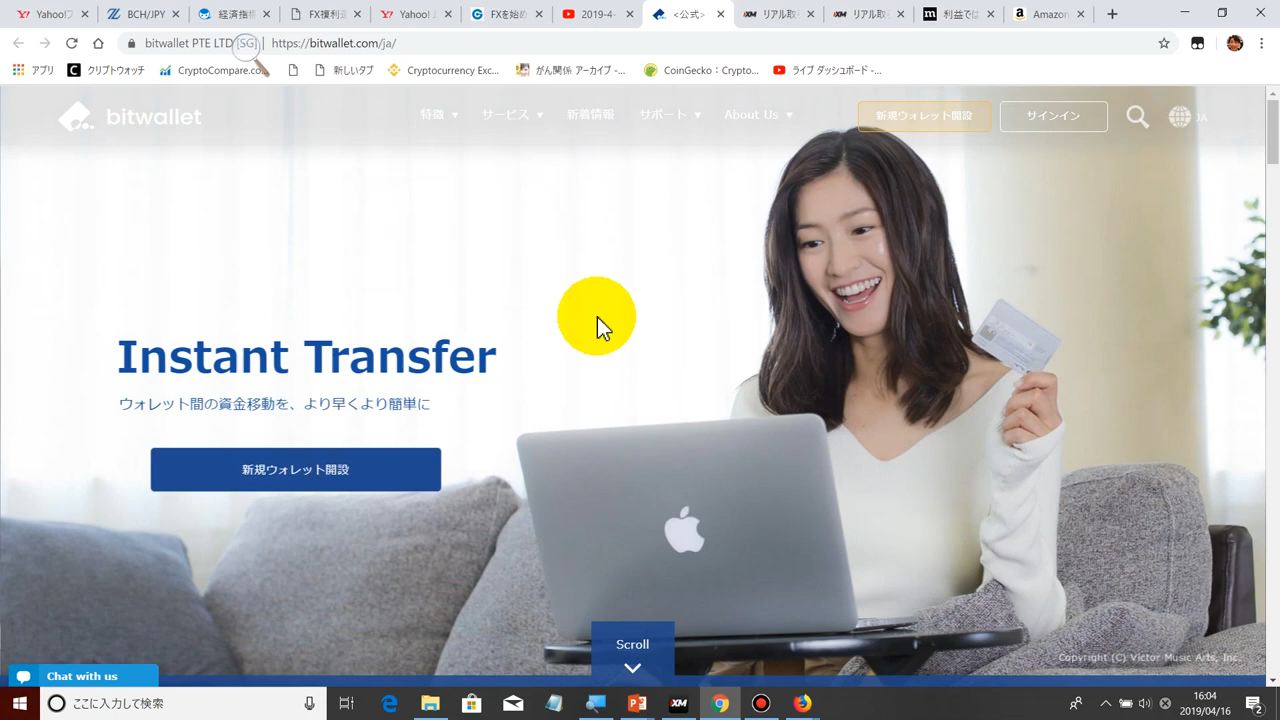 Yahoo!
BCH/JPY
経済指標
FX複利運
Yahoo!
FXを始め
2019-4-
<公式>
リアル取引
リアル取引
利益では
Amazon
bitwallet PTE LTD [SG] | https://bitwallet.com/ja/
アプリ
クリプトウォッチ
CryptoCompare.co
新しいタブ
Cryptocurrency Exc...
がん関係 アーカイブ -...
CoinGecko：Crypto...
ライブ ダッシュボード -...
bitwallet
特徴 ▼
サービス ▼
新着情報
サポート ▼
About Us ▼
新規ウォレット開設
サインイン
JA
Instant Transfer
ウォレット間の資金移動を、より早くより簡単に
新規ウォレット開設
Scroll
Copyright (C) Victor Music Arts, Inc.
Chat with us
ここに入力して検索
XM
16:04
2019/04/16
2